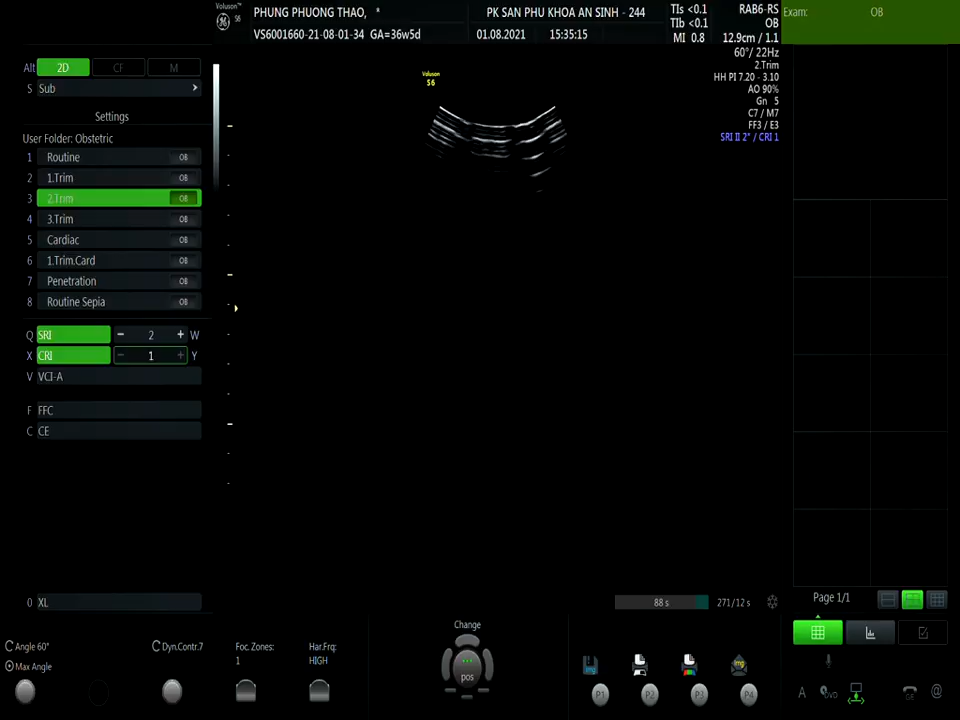 Voluson™
S6
PHUNG PHUONG THAO, *
PK SAN PHU KHOA AN SINH - 244
TIs <0.1
TIb <0.1
MI 0.8
RAB6-RS
OB
12.9cm / 1.1
Exam: OB
VS6001660-21-08-01-34 GA=36w5d
01.08.2021
15:35:15
60°/ 22Hz
2.Trim
HH PI 7.20 - 3.10
AO 90%
Gn 5
C7 / M7
FF3 / E3
SRI II 2" / CRI 1
Voluson
S6
Alt 2D CF M
S Sub
Settings
User Folder: Obstetric
1 Routine OB
2 1.Trim OB
3 2.Trim OB
4 3.Trim OB
5 Cardiac OB
6 1.Trim.Card OB
7 Penetration OB
8 Routine Sepia OB
Q SRI - 2 + W
X CRI - 1 + Y
V VCI-A
F FFC
C CE
0 XL
88 s
271/12 s
Page 1/1
Angle 60°
Max Angle
Dyn.Contr.7
Foc. Zones:
1
Har.Frq:
HIGH
Change
pos
P1
P2
P3
P4
A
DVD
@